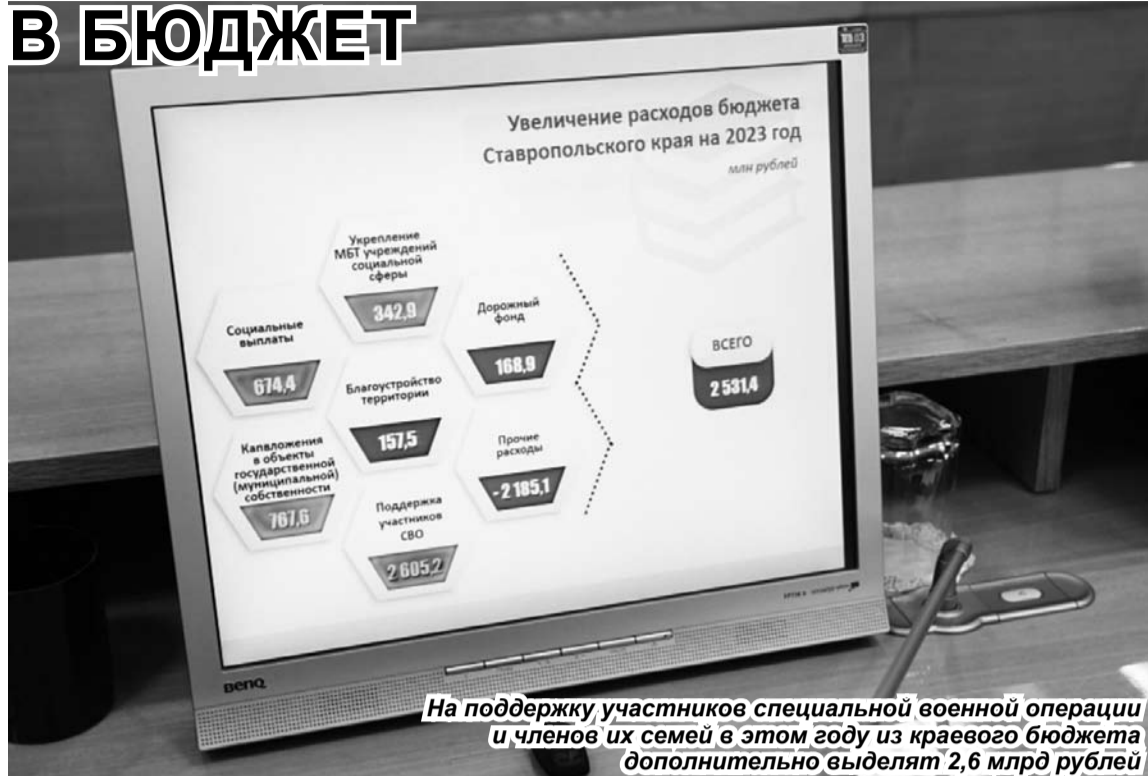 В БЮДЖЕТ
Увеличение расходов бюджета
Ставропольского края на 2023 год
млн рублей
Укрепление
МБТ учреждений
социальной
сферы
342,9
Социальные
выплаты
674,4
Дорожный
фонд
168,9
Благоустройство
территории
157,5
Капвложения
в объекты
государственной
(муниципальной)
собственности
767,6
Прочие
расходы
-2 185,1
Поддержка
участников
СВО
2 605,2
ВСЕГО
2 531,4
BenQ
На поддержку участников специальной военной операции
и членов их семей в этом году из краевого бюджета
дополнительно выделят 2,6 млрд рублей